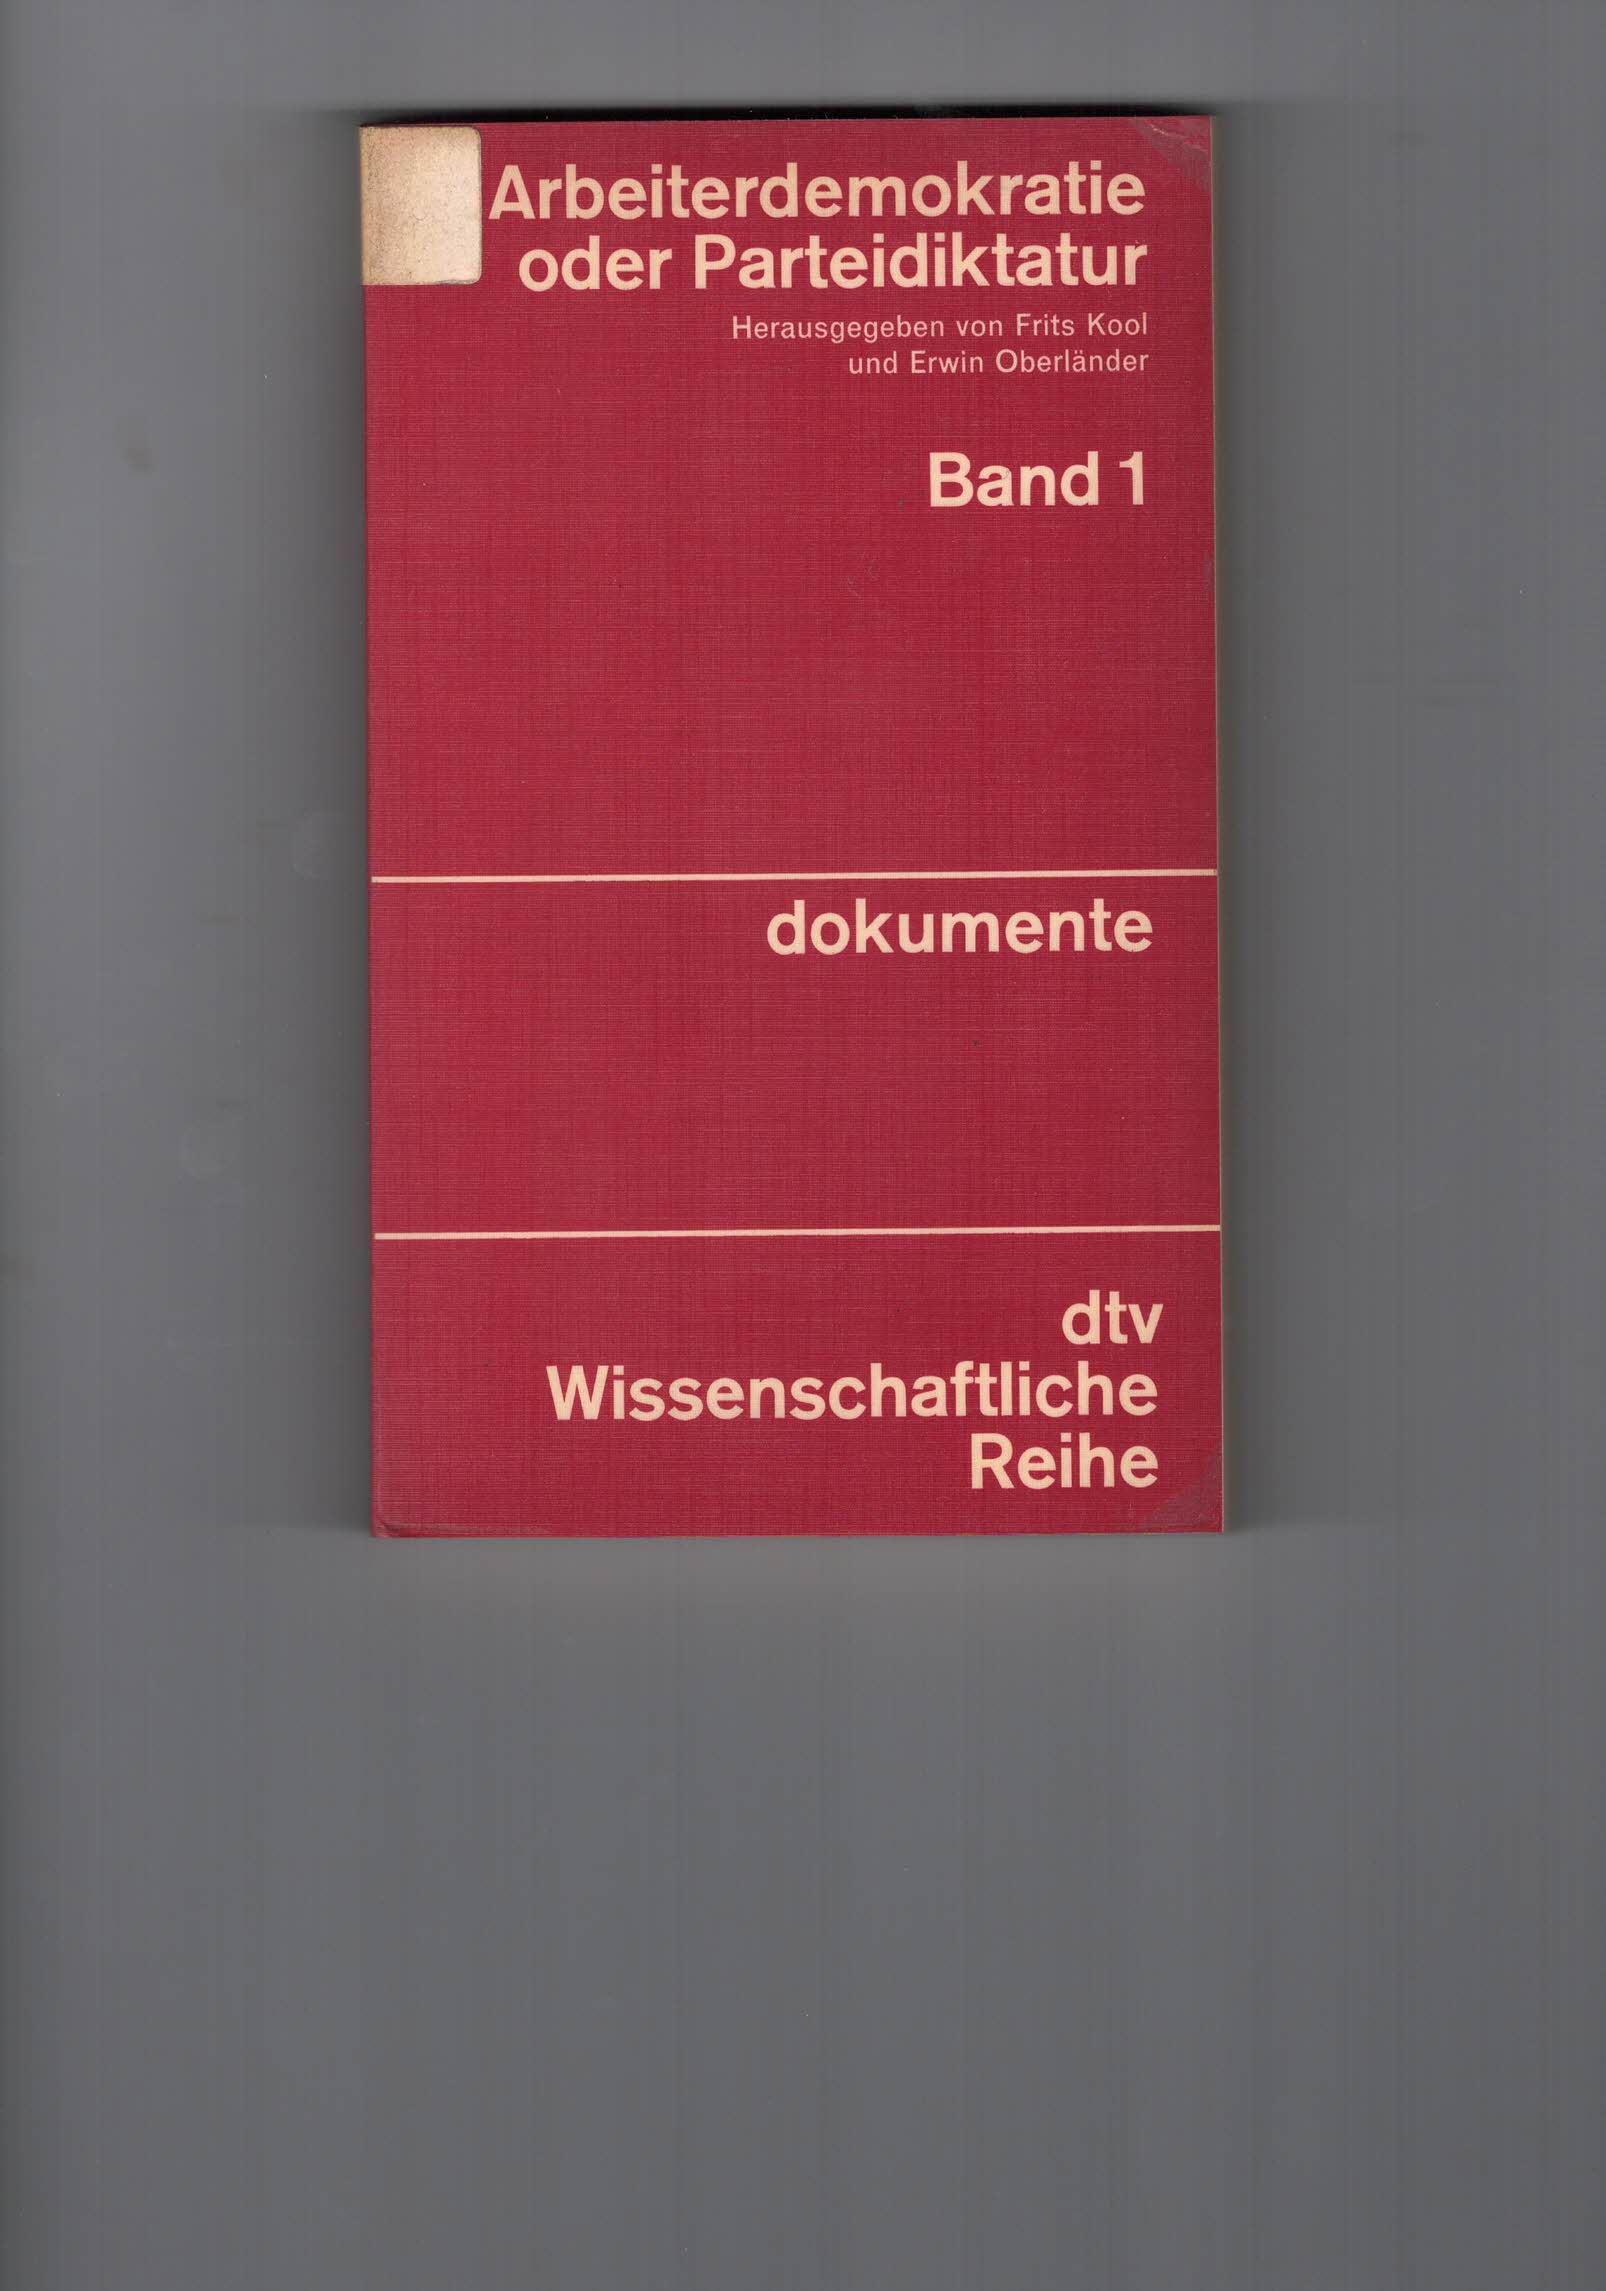 Arbeiterdemokratie
oder Parteidiktatur
Herausgegeben von Frits Kool
und Erwin Oberländer
Band 1
dokumente
dtv
Wissenschaftliche
Reihe